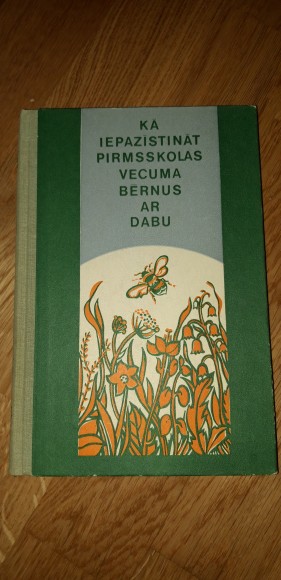 KĀ
IEPAZĪSTINĀT
PIRMSSKOLAS
VECUMA
BĒRNUS
AR
DABU